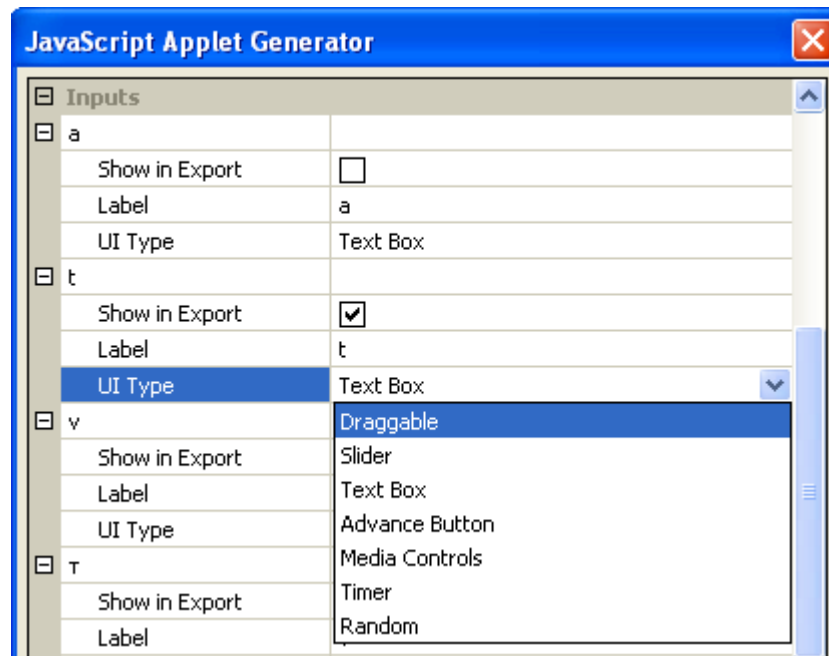 JavaScript Applet Generator
Inputs
a
Show in Export
Label a
UI Type Text Box
t
Show in Export
Label t
UI Type Text Box
v Draggable
Show in Export Slider
Label Text Box
UI Type Advance Button
Media Controls
т Timer
Show in Export Random
Label